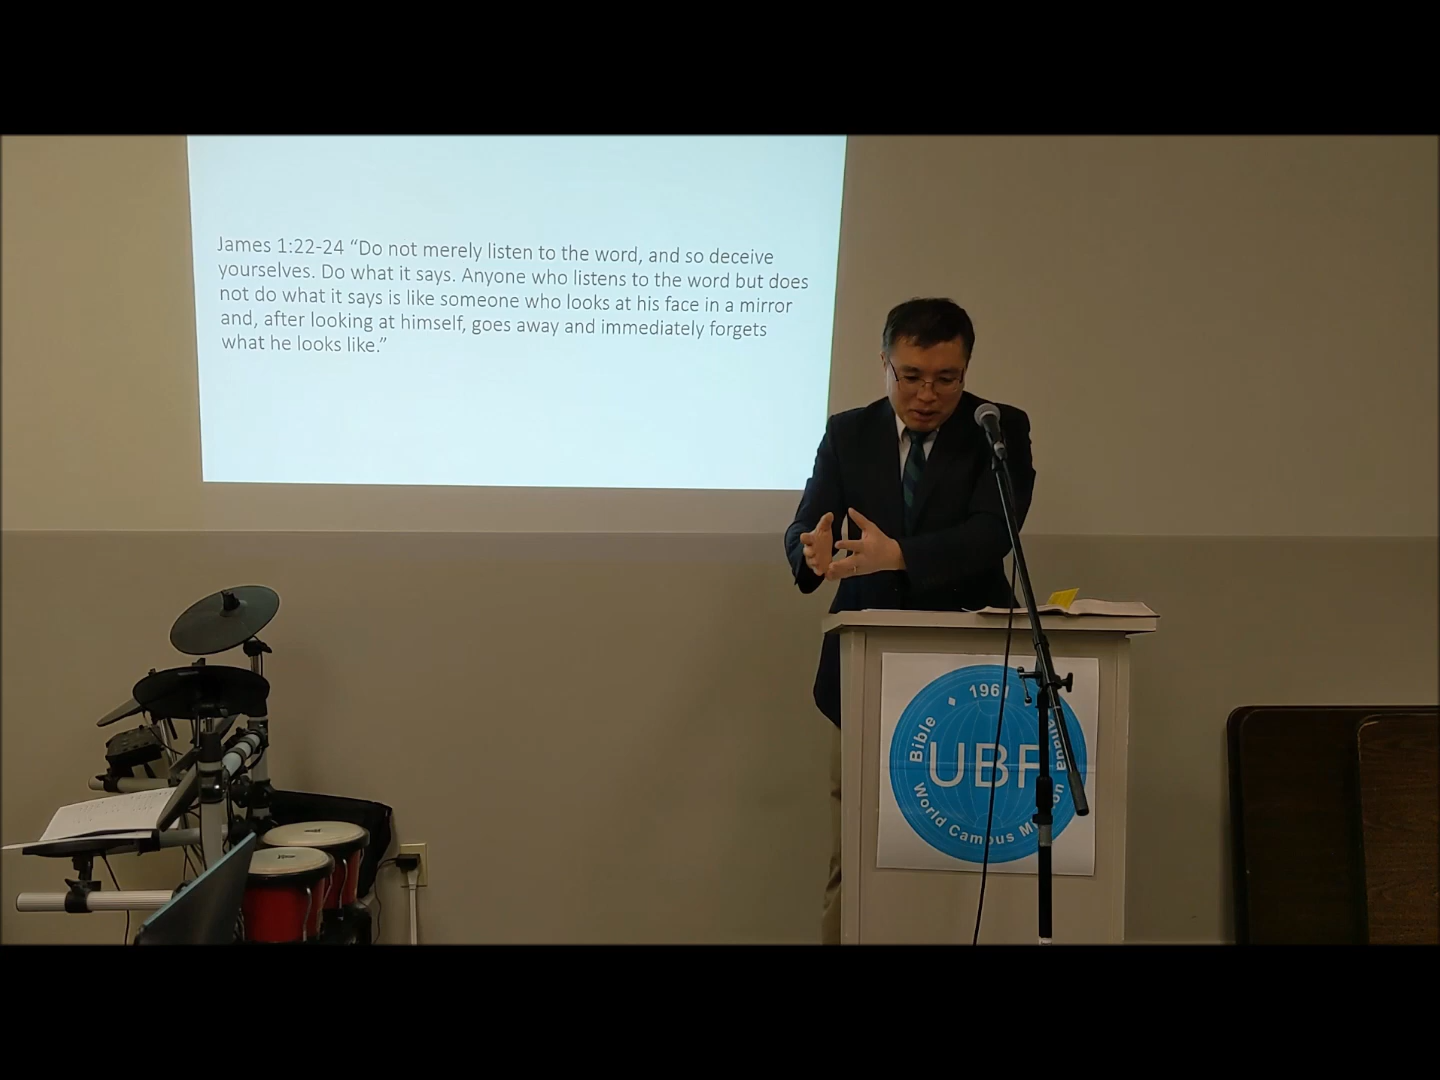 James 1:22-24 “Do not merely listen to the word, and so deceive
yourselves. Do what it says. Anyone who listens to the word but does
not do what it says is like someone who looks at his face in a mirror
and, after looking at himself, goes away and immediately forgets
what he looks like.”
1961
Bible
UBF
World Campus